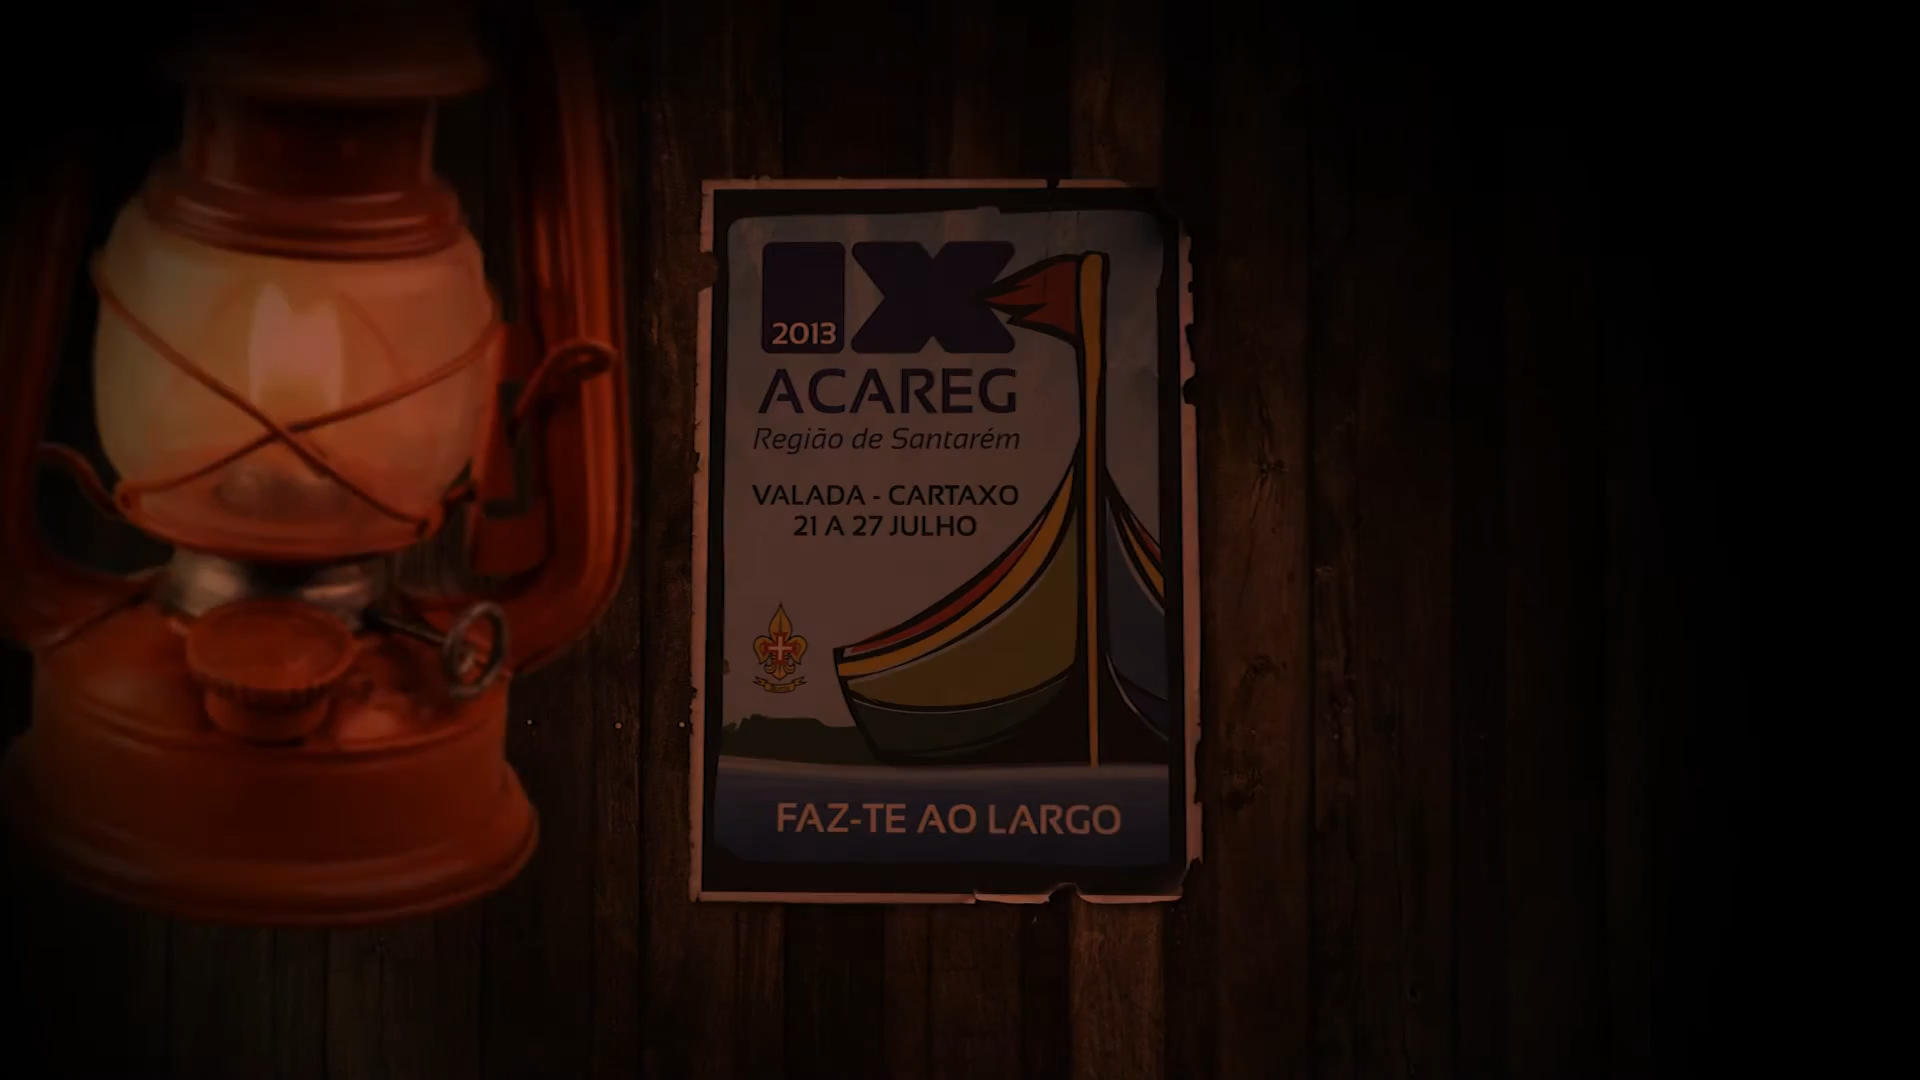 IX
2013
ACAREG
Região de Santarém
VALADA - CARTAXO
21 A 27 JULHO
FAZ-TE AO LARGO